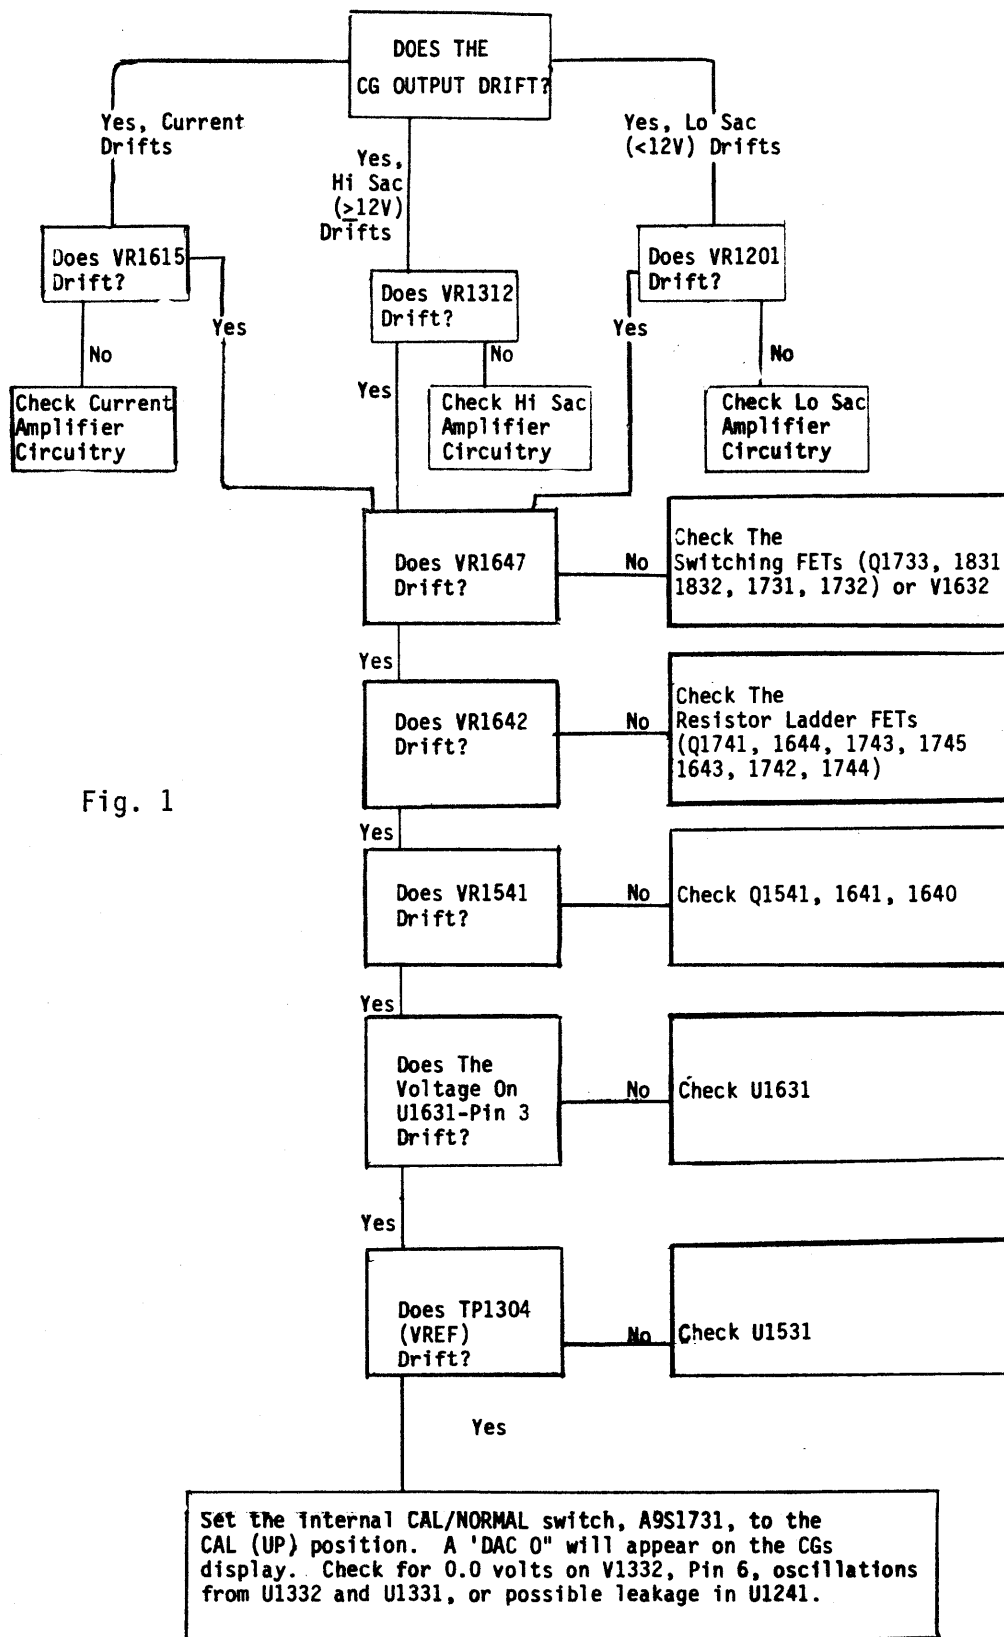 DOES THE
CG OUTPUT DRIFT?
Yes, Current
Drifts
Yes,
Hi Sac
(≥12V)
Drifts
Yes, Lo Sac
(<12V) Drifts
Does VR1615
Drift?
Does VR1312
Drift?
Does VR1201
Drift?
Yes
No
Yes
No
Yes
No
Check Current
Amplifier
Circuitry
Check Hi Sac
Amplifier
Circuitry
Check Lo Sac
Amplifier
Circuitry
Does VR1647
Drift?
No
Check The
Switching FETs (Q1733, 1831
1832, 1731, 1732) or V1632
Yes
Does VR1642
Drift?
No
Check The
Resistor Ladder FETs
(Q1741, 1644, 1743, 1745
1643, 1742, 1744)
Fig. 1
Yes
Does VR1541
Drift?
No
Check Q1541, 1641, 1640
Yes
Does The
Voltage On
U1631-Pin 3
Drift?
No
Check U1631
Yes
Does TP1304
(VREF)
Drift?
No
Check U1531
Yes
Set the internal CAL/NORMAL switch, A9S1731, to the
CAL (UP) position. A 'DAC 0" will appear on the CGs
display. Check for 0.0 volts on V1332, Pin 6, oscillations
from U1332 and U1331, or possible leakage in U1241.